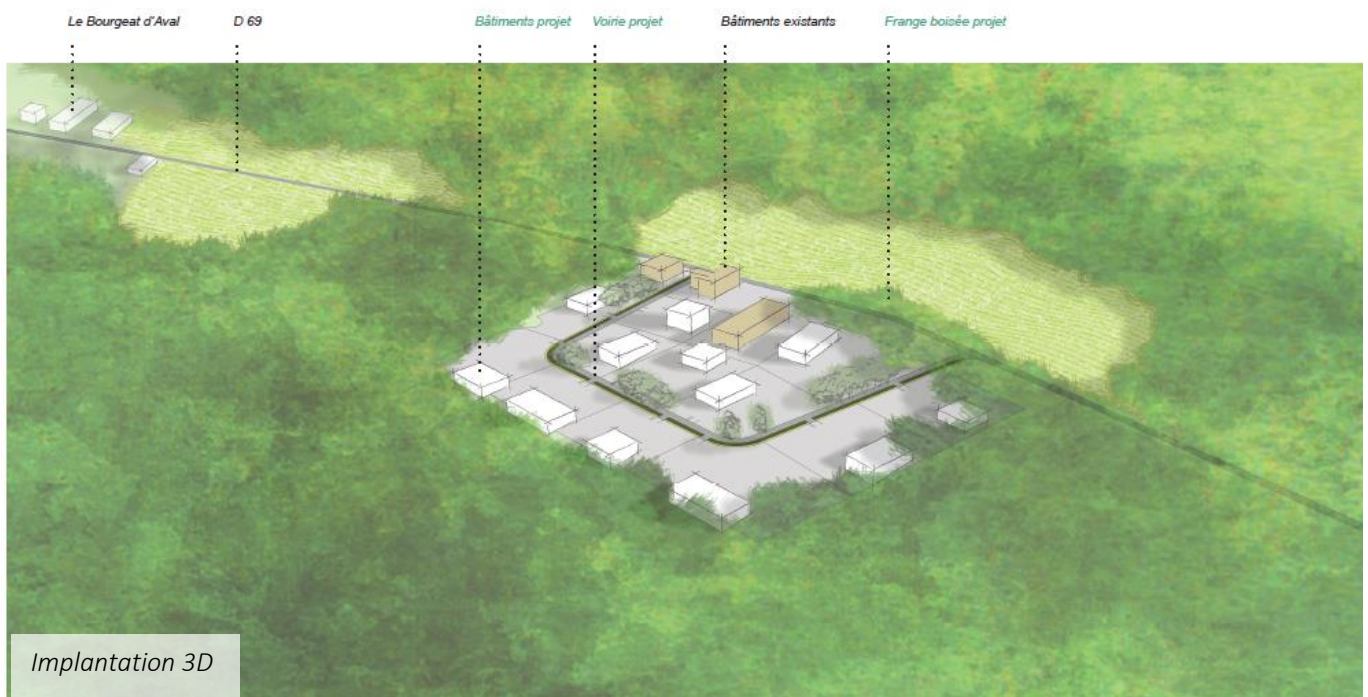 Le Bourgeat d'Aval
D 69
Bâtiments projet
Voirie projet
Bâtiments existants
Frange boisée projet
Implantation 3D